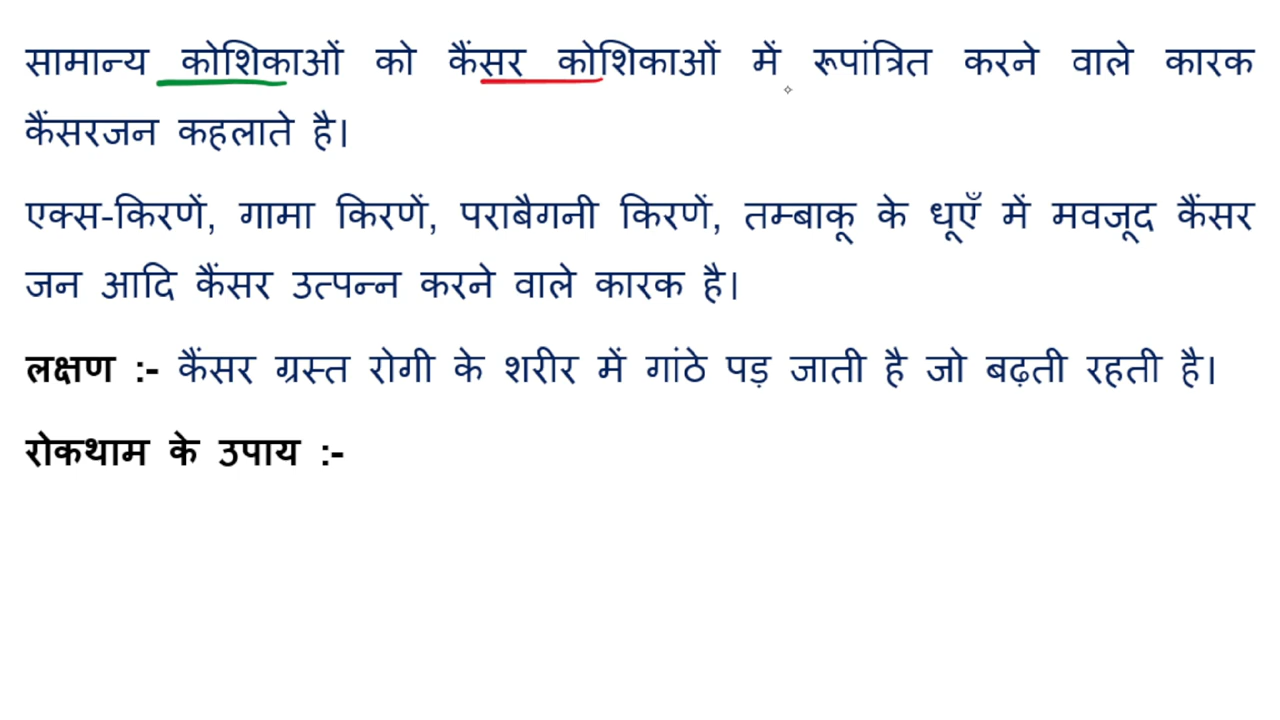 सामान्य कोशिकाओं को कैंसर कोशिकाओं में रूपांत्रित करने वाले कारक
कैंसरजन कहलाते है।
एक्स-किरणें, गामा किरणें, पराबैगनी किरणें, तम्बाकू के धूएँ में मवजूद कैंसर
जन आदि कैंसर उत्पन्न करने वाले कारक है।
लक्षण :- कैंसर ग्रस्त रोगी के शरीर में गांठे पड़ जाती है जो बढ़ती रहती है।
रोकथाम के उपाय :-